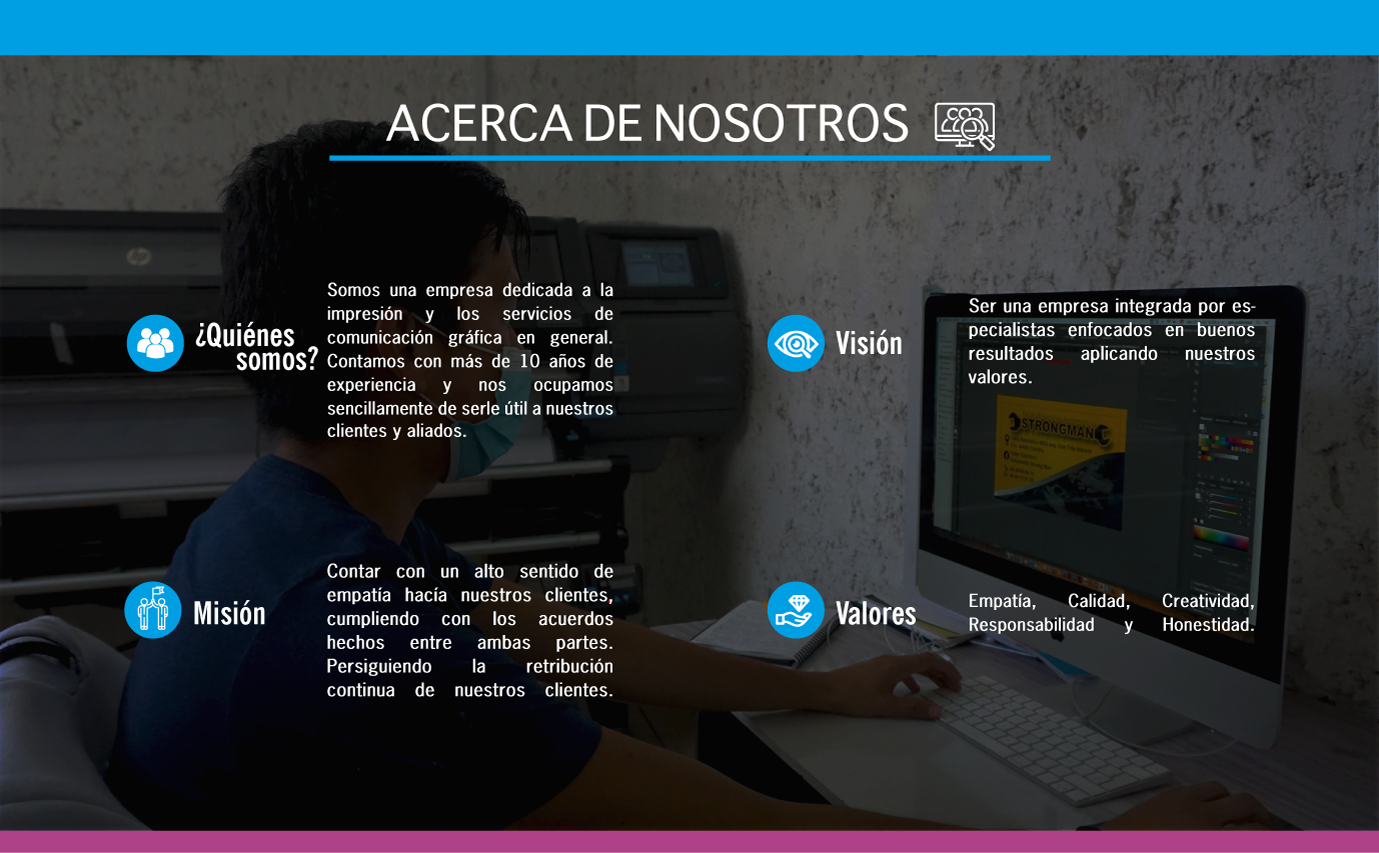 ACERCA DE NOSOTROS
¿Quiénes
somos?
Somos una empresa dedicada a la
impresión y los servicios de
comunicación gráfica en general.
Contamos con más de 10 años de
experiencia y nos ocupamos
sencillamente de serle útil a nuestros
clientes y aliados.
Visión
Ser una empresa integrada por es-
pecialistas enfocados en buenos
resultados aplicando nuestros
valores.
Misión
Contar con un alto sentido de
empatía hacía nuestros clientes,
cumpliendo con los acuerdos
hechos entre ambas partes.
Persiguiendo la retribución
continua de nuestros clientes.
Valores
Empatía, Calidad, Creatividad,
Responsabilidad y Honestidad.
hp
STRONGMAN